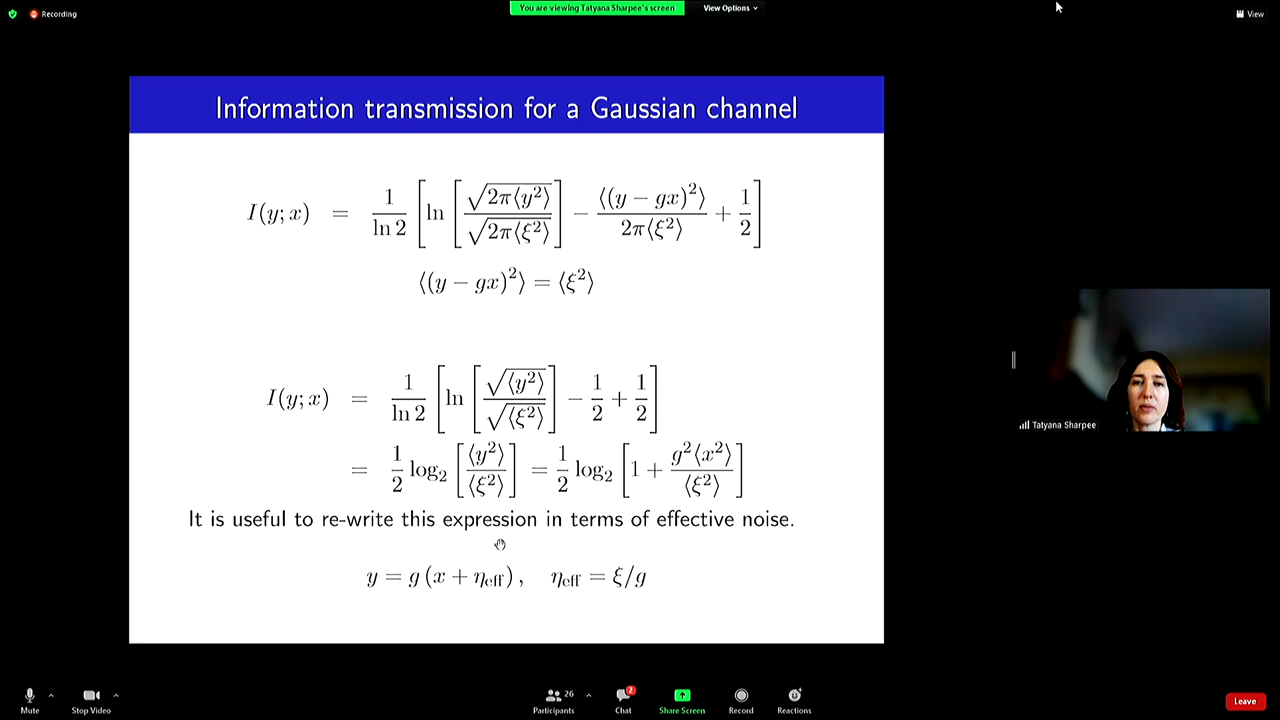 Recording
You are viewing Tatyana Sharpee's screen
View Options
View
Information transmission for a Gaussian channel
I(y; x) = 1/ln 2 [ln [√2π⟨y²⟩ / √2π⟨ξ²⟩] − ⟨(y − gx)²⟩ / 2π⟨ξ²⟩ + 1/2]
⟨(y − gx)²⟩ = ⟨ξ²⟩
I(y; x) = 1/ln 2 [ln [√⟨y²⟩ / √⟨ξ²⟩] − 1/2 + 1/2]
= 1/2 log₂ [⟨y²⟩ / ⟨ξ²⟩] = 1/2 log₂ [1 + g²⟨x²⟩ / ⟨ξ²⟩]
It is useful to re-write this expression in terms of effective noise.
y = g (x + η_eff), η_eff = ξ/g
Tatyana Sharpee
Mute
Stop Video
26
Participants
2
Chat
Share Screen
Record
Reactions
Leave